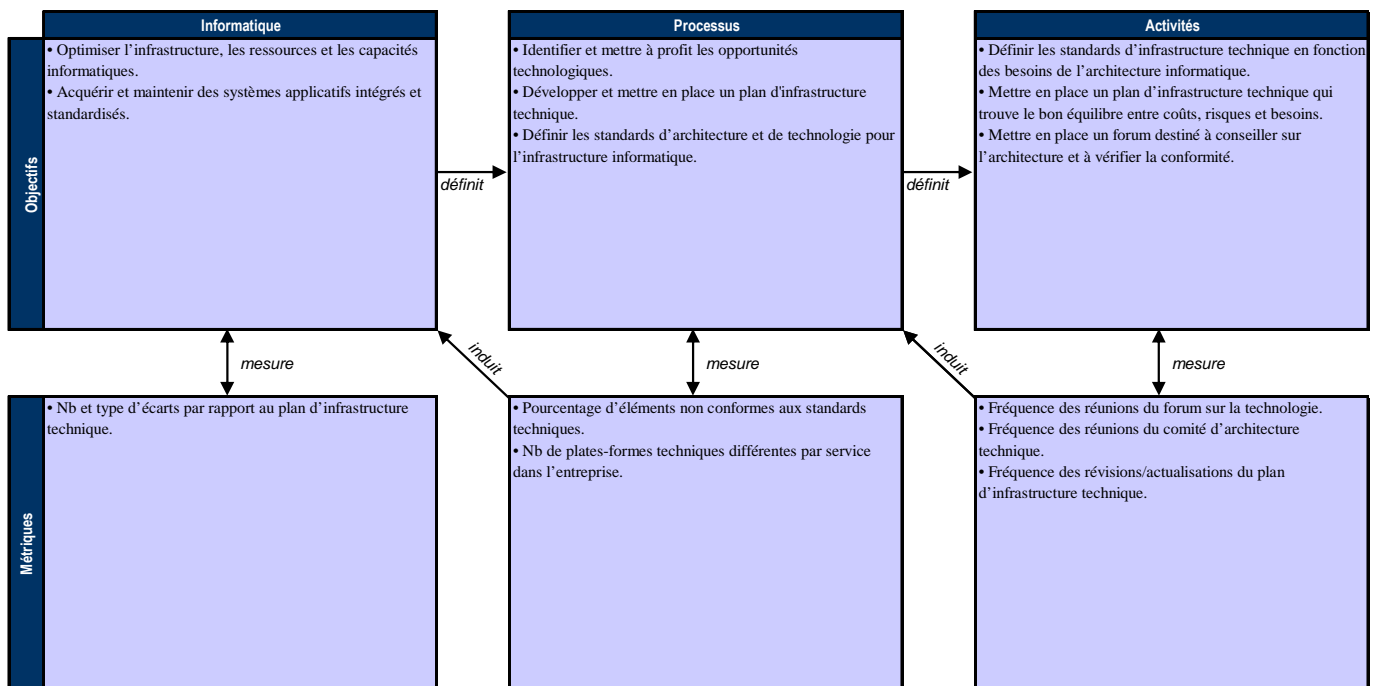 Informatique
Processus
Activités
Objectifs
• Optimiser l’infrastructure, les ressources et les capacités
informatiques.
• Acquérir et maintenir des systèmes applicatifs intégrés et
standardisés.
• Identifier et mettre à profit les opportunités
technologiques.
• Développer et mettre en place un plan d'infrastructure
technique.
• Définir les standards d’architecture et de technologie pour
l’infrastructure informatique.
• Définir les standards d’infrastructure technique en fonction
des besoins de l’architecture informatique.
• Mettre en place un plan d’infrastructure technique qui
trouve le bon équilibre entre coûts, risques et besoins.
• Mettre en place un forum destiné à conseiller sur
l’architecture et à vérifier la conformité.
définit
définit
mesure
induit
mesure
induit
mesure
Métriques
• Nb et type d’écarts par rapport au plan d’infrastructure
technique.
• Pourcentage d’éléments non conformes aux standards
techniques.
• Nb de plates-formes techniques différentes par service
dans l’entreprise.
• Fréquence des réunions du forum sur la technologie.
• Fréquence des réunions du comité d’architecture
technique.
• Fréquence des révisions/actualisations du plan
d’infrastructure technique.